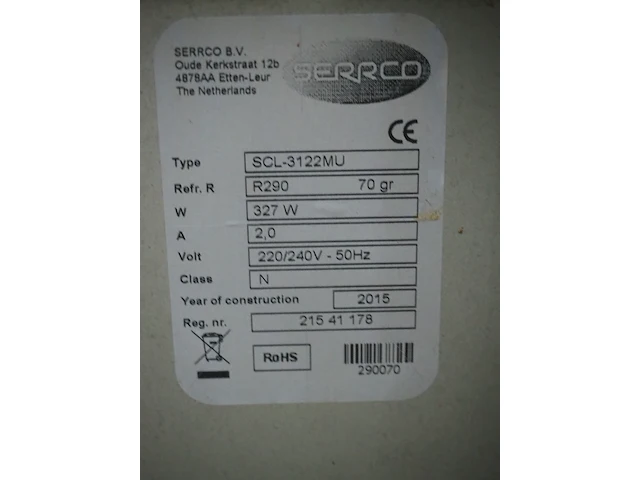 SERRCO B.V.
Oude Kerkstraat 12b
4878AA Etten-Leur
The Netherlands
SERRCO
CE
Type SCL-3122MU
Refr. R R290 70 gr
W 327 W
A 2,0
Volt 220/240V - 50Hz
Class N
Year of construction 2015
Reg. nr. 215 41 178
RoHS
290070